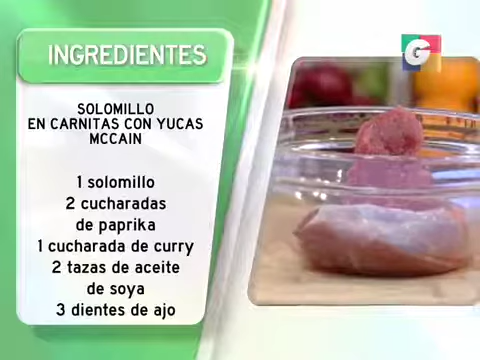 INGREDIENTES
G
SOLOMILLO
EN CARNITAS CON YUCAS
MCCAIN
1 solomillo
2 cucharadas
de paprika
1 cucharada de curry
2 tazas de aceite
de soya
3 dientes de ajo